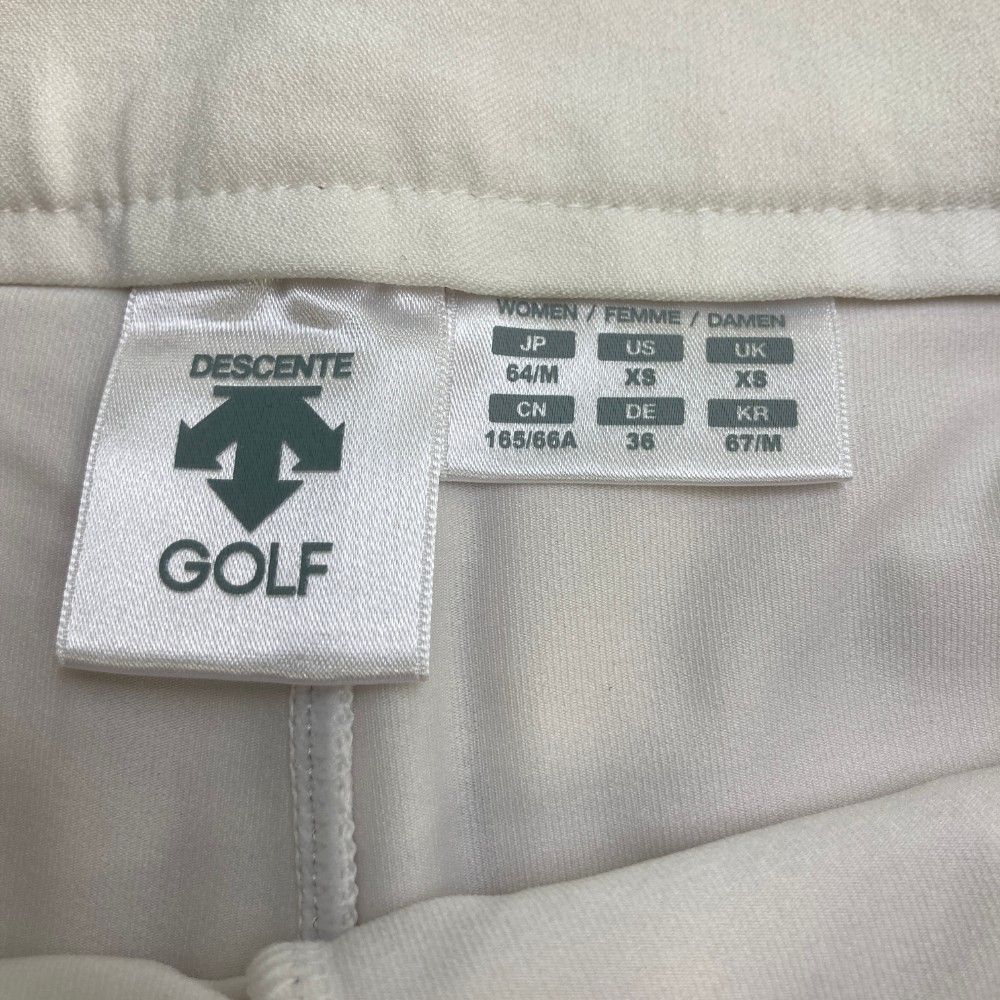 DESCENTE
GOLF
WOMEN / FEMME / DAMEN
JP US UK
64/M XS XS
CN DE KR
165/66A 36 67/M